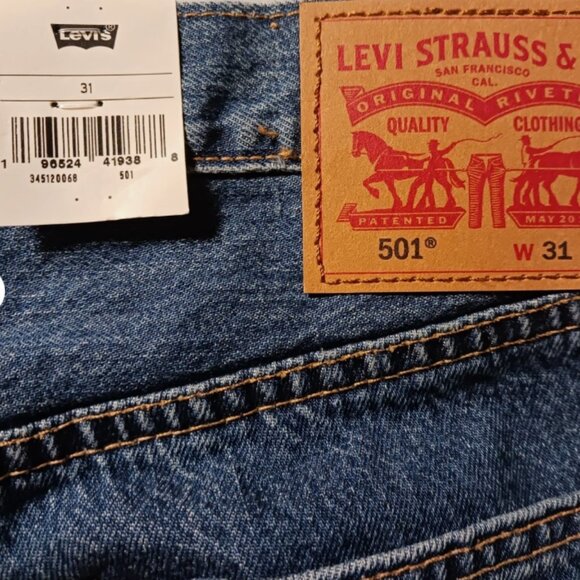 Levi's
31
1 96524 41938 8
345120068 501
LEVI STRAUSS &
SAN FRANCISCO
CAL.
ORIGINAL RIVET
QUALITY CLOTHING
PATENTED MAY 20
501® W 31